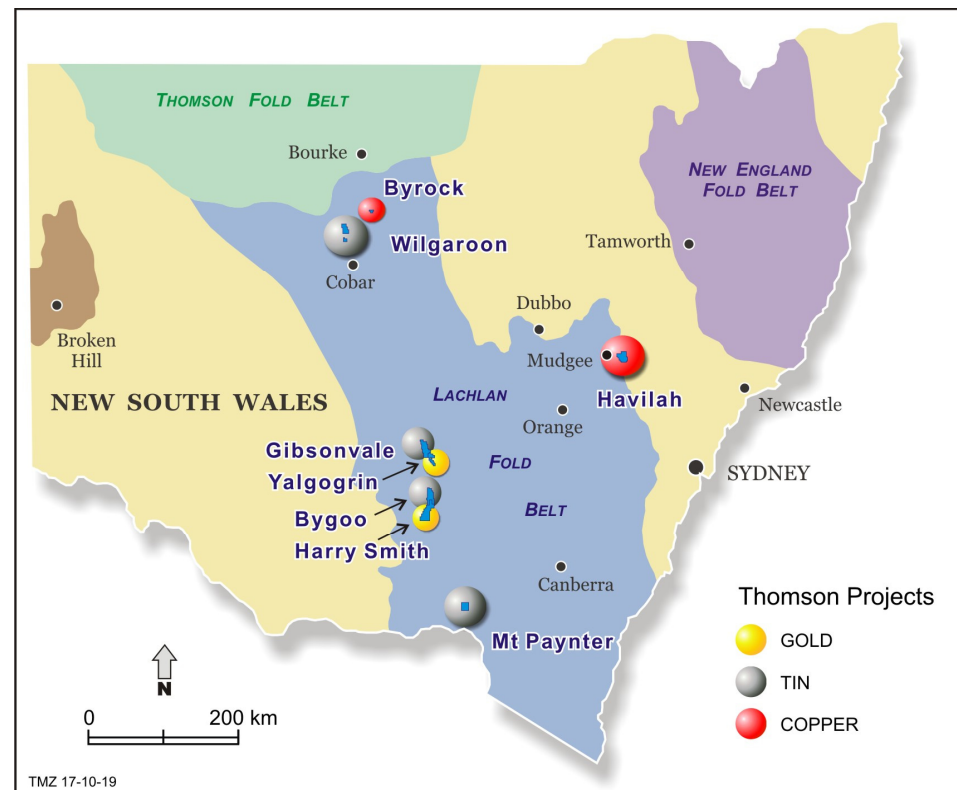 THOMSON FOLD BELT
Bourke
NEW ENGLAND
FOLD BELT
Byrock
Wilgaroon
Tamworth
Cobar
Dubbo
Broken
Hill
Mudgee
NEW SOUTH WALES
LACHLAN
Havilah
Newcastle
Orange
Gibsonvale
Yalgogrin
FOLD
SYDNEY
Bygoo
BELT
Harry Smith
Canberra
Mt Paynter
Thomson Projects
GOLD
TIN
COPPER
N
0 200 km
TMZ 17-10-19